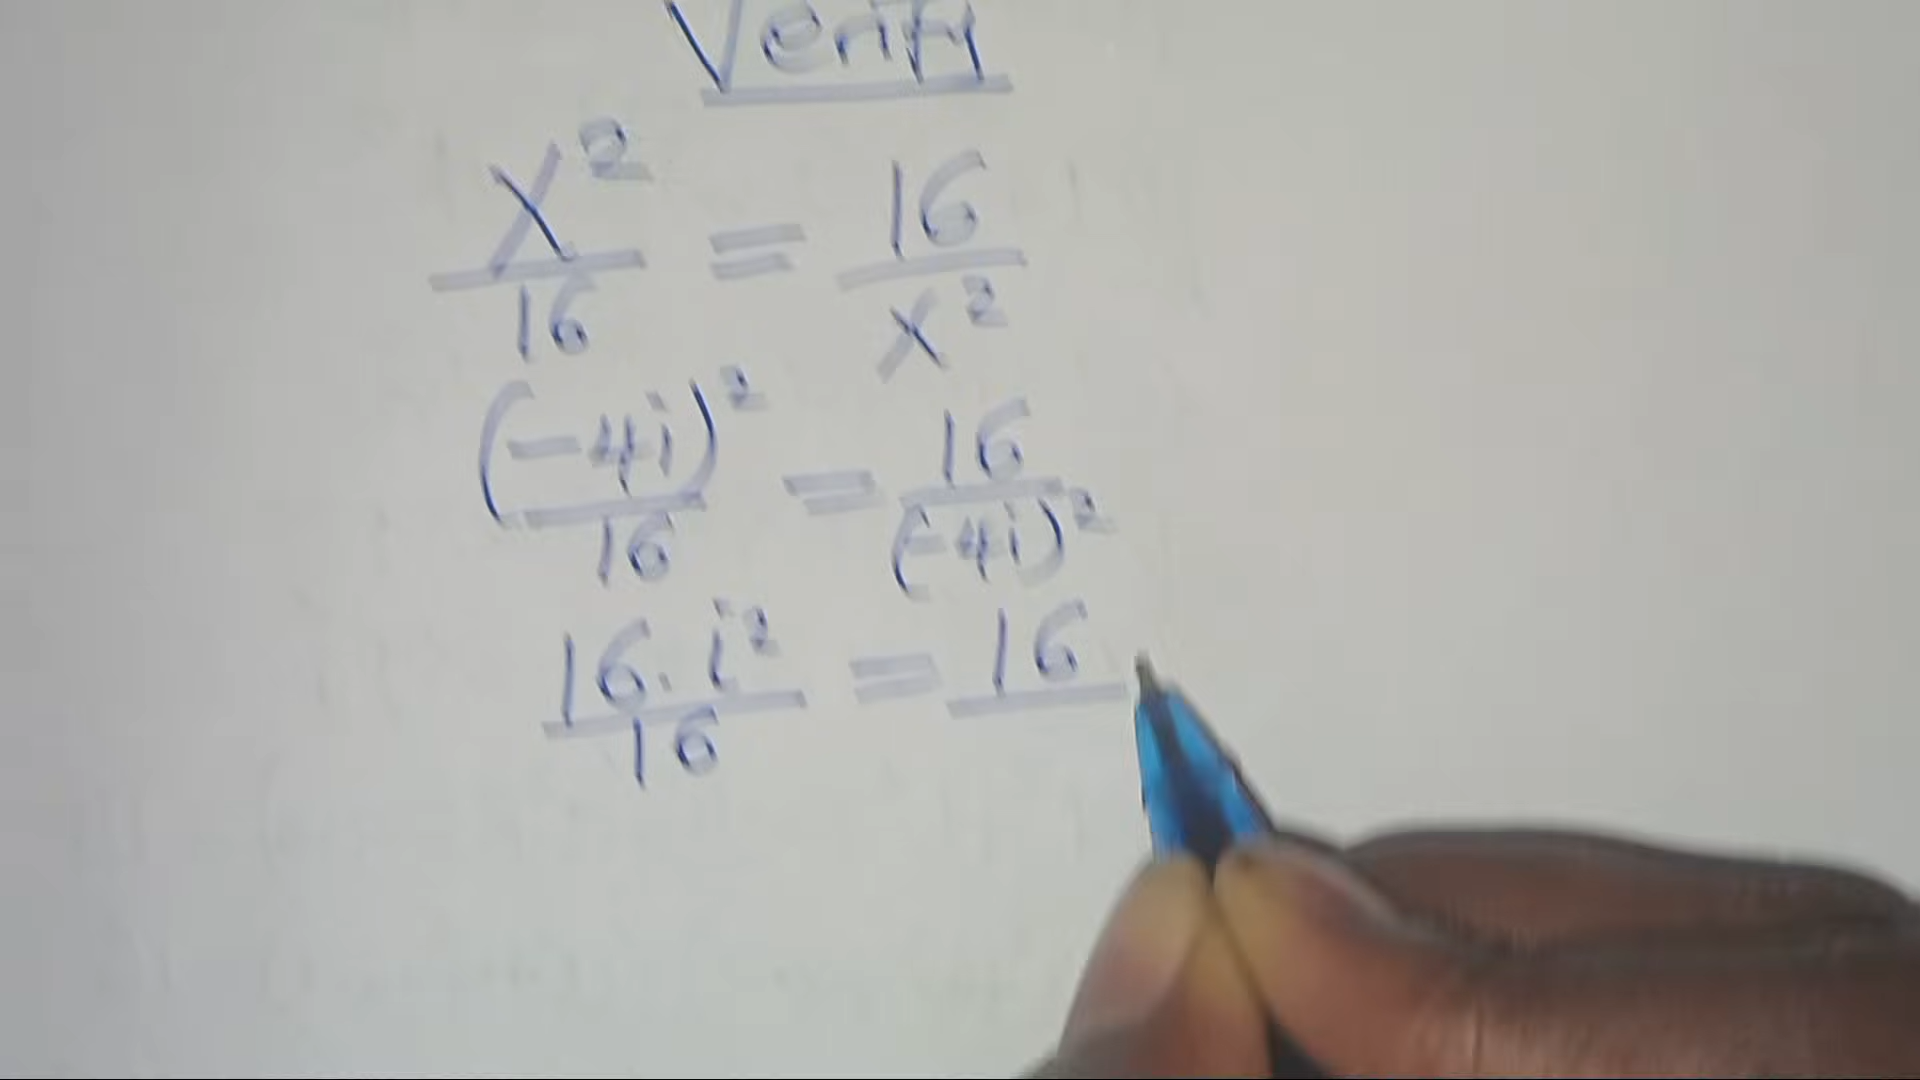 Verify
x²/16 = 16/x²
(-4i)²/16 = 16/(-4i)²
16·i²/16 = 16